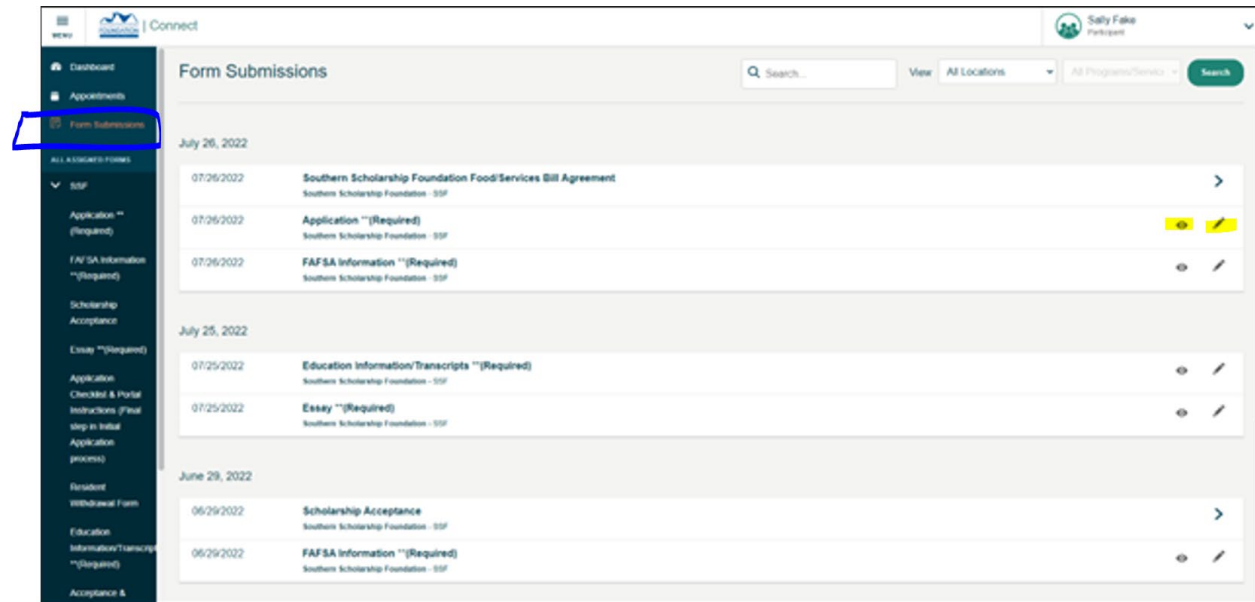 MENU
FOUNDATION | Connect
Sally Fake
Participant
Dashboard
Appointments
Form Submissions
ALL ASSIGNED FORMS
SSF
Application **
(Required)
FAFSA Information
**(Required)
Scholarship
Acceptance
Essay **(Required)
Application
Checklist & Portal
Instructions (Final
step in Initial
Application
process)
Resident
Withdrawal Form
Education
Information/Transcript
**(Required)
Acceptance &
Form Submissions
Search...
View
All Locations
All Programs/Service
Search
July 26, 2022
07/26/2022
Southern Scholarship Foundation Food/Services Bill Agreement
Southern Scholarship Foundation - SSF
07/26/2022
Application **(Required)
Southern Scholarship Foundation - SSF
07/26/2022
FAFSA Information **(Required)
Southern Scholarship Foundation - SSF
July 25, 2022
07/25/2022
Education Information/Transcripts **(Required)
Southern Scholarship Foundation - SSF
07/25/2022
Essay **(Required)
Southern Scholarship Foundation - SSF
June 29, 2022
06/29/2022
Scholarship Acceptance
Southern Scholarship Foundation - SSF
06/29/2022
FAFSA Information **(Required)
Southern Scholarship Foundation - SSF